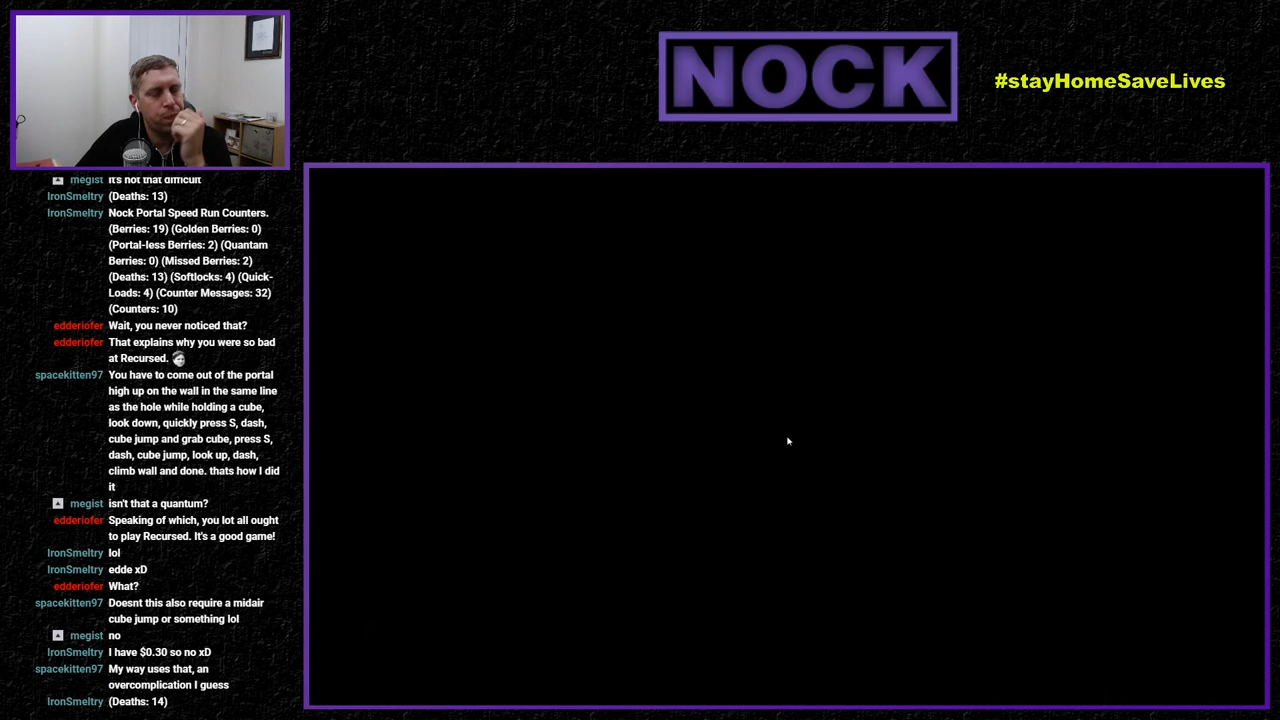 NOCK
#stayHomeSaveLives
megist It's not that difficult
IronSmeltry (Deaths: 13)
IronSmeltry Nock Portal Speed Run Counters.
(Berries: 19) (Golden Berries: 0)
(Portal-less Berries: 2) (Quantam
Berries: 0) (Missed Berries: 2)
(Deaths: 13) (Softlocks: 4) (Quick-
Loads: 4) (Counter Messages: 32)
(Counters: 10)
edderiofer Wait, you never noticed that?
edderiofer That explains why you were so bad
at Recursed.
spacekitten97 You have to come out of the portal
high up on the wall in the same line
as the hole while holding a cube,
look down, quickly press S, dash,
cube jump and grab cube, press S,
dash, cube jump, look up, dash,
climb wall and done. thats how I did
it
megist isn't that a quantum?
edderiofer Speaking of which, you lot all ought
to play Recursed. It's a good game!
IronSmeltry lol
IronSmeltry edde xD
edderiofer What?
spacekitten97 Doesnt this also require a midair
cube jump or something lol
megist no
IronSmeltry I have $0.30 so no xD
spacekitten97 My way uses that, an
overcomplication I guess
IronSmeltry (Deaths: 14)